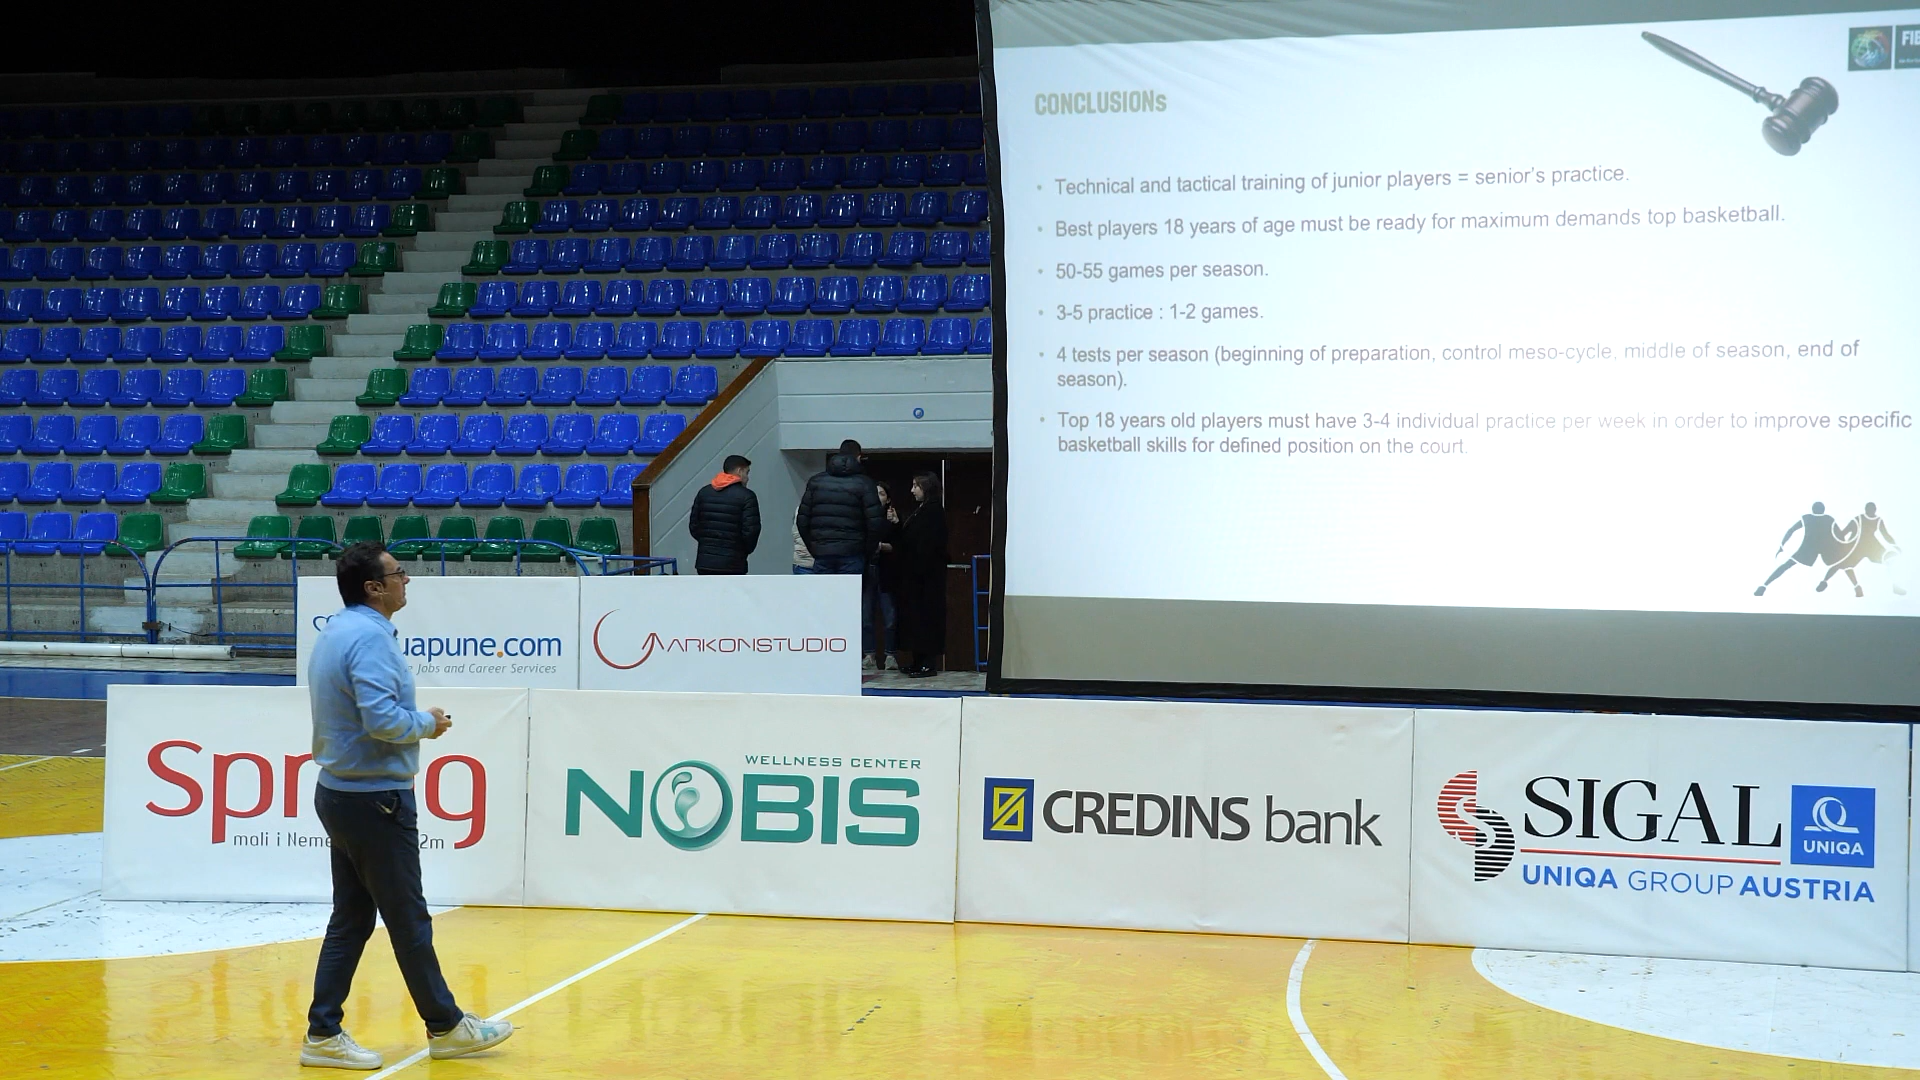 FIB
CONCLUSIONs
• Technical and tactical training of junior players = senior's practice.
• Best players 18 years of age must be ready for maximum demands top basketball.
• 50-55 games per season.
• 3-5 practice : 1-2 games.
• 4 tests per season (beginning of preparation, control meso-cycle, middle of season, end of
season).
• Top 18 years old players must have 3-4 individual practice per week in order to improve specific
basketball skills for defined position on the court.
uapune.com
e Jobs and Career Services
ARKONSTUDIO
Spr g
mali i Neme 2m
WELLNESS CENTER
NOBIS
CREDINS bank
SIGAL
UNIQA
UNIQA GROUP AUSTRIA